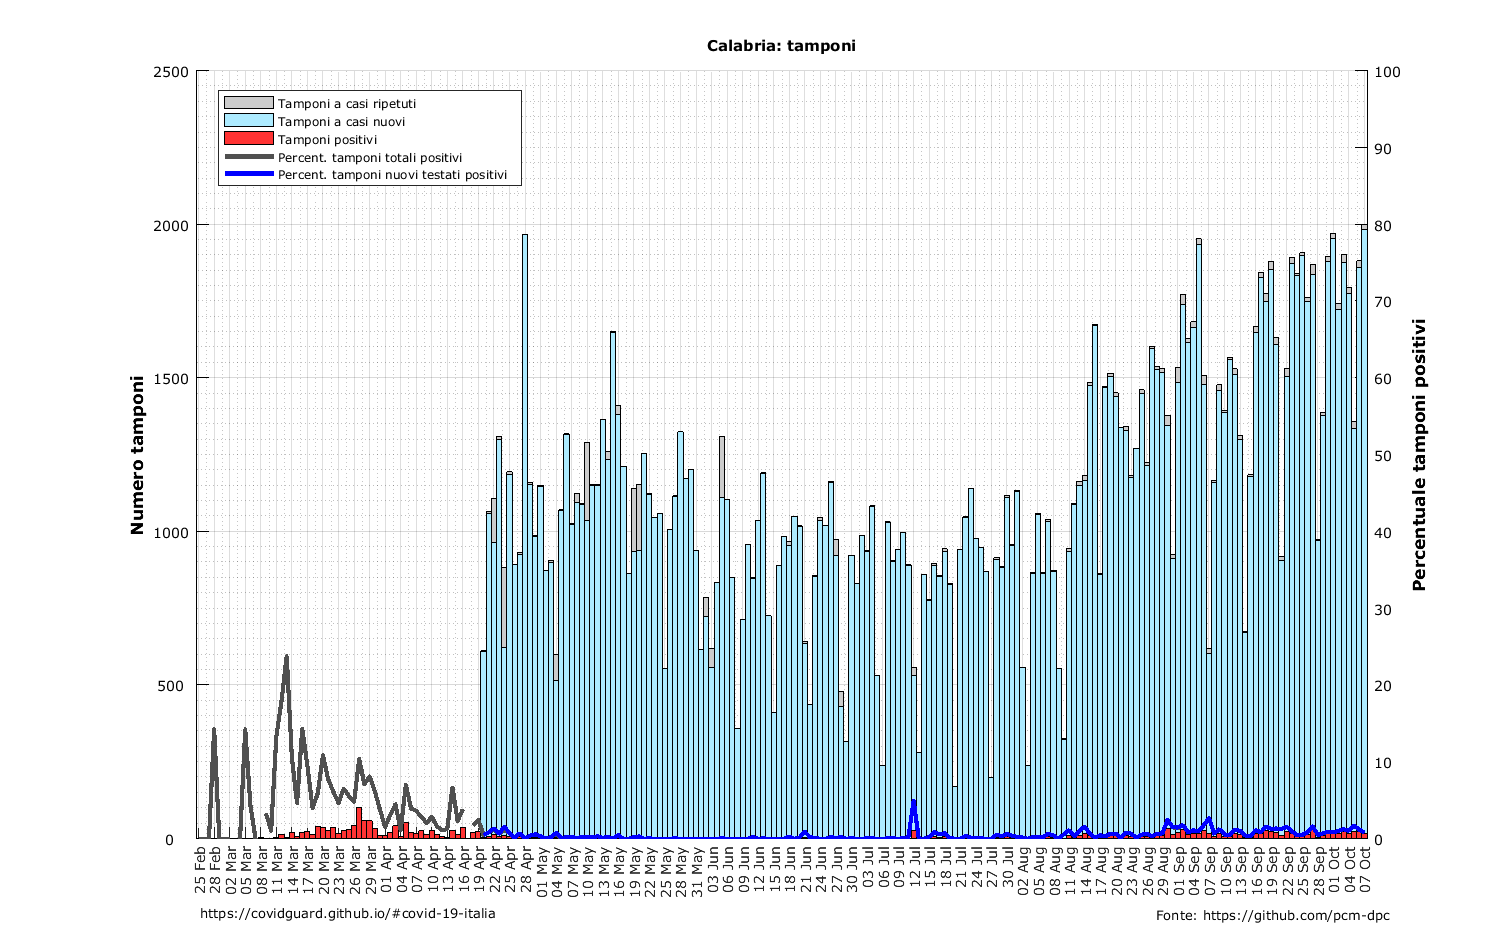 Calabria: tamponi
2500
2000
1500
1000
500
0
100
90
80
70
60
50
40
30
20
10
0
Numero tamponi
Percentuale tamponi positivi
Tamponi a casi ripetuti
Tamponi a casi nuovi
Tamponi positivi
Percent. tamponi totali positivi
Percent. tamponi nuovi testati positivi
25 Feb
28 Feb
02 Mar
05 Mar
08 Mar
11 Mar
14 Mar
17 Mar
20 Mar
23 Mar
26 Mar
29 Mar
01 Apr
04 Apr
07 Apr
10 Apr
13 Apr
16 Apr
19 Apr
22 Apr
25 Apr
28 Apr
01 May
04 May
07 May
10 May
13 May
16 May
19 May
22 May
25 May
28 May
31 May
03 Jun
06 Jun
09 Jun
12 Jun
15 Jun
18 Jun
21 Jun
24 Jun
27 Jun
30 Jun
03 Jul
06 Jul
09 Jul
12 Jul
15 Jul
18 Jul
21 Jul
24 Jul
27 Jul
30 Jul
02 Aug
05 Aug
08 Aug
11 Aug
14 Aug
17 Aug
20 Aug
23 Aug
26 Aug
29 Aug
01 Sep
04 Sep
07 Sep
10 Sep
13 Sep
16 Sep
19 Sep
22 Sep
25 Sep
28 Sep
01 Oct
04 Oct
07 Oct
https://covidguard.github.io/#covid-19-italia
Fonte: https://github.com/pcm-dpc